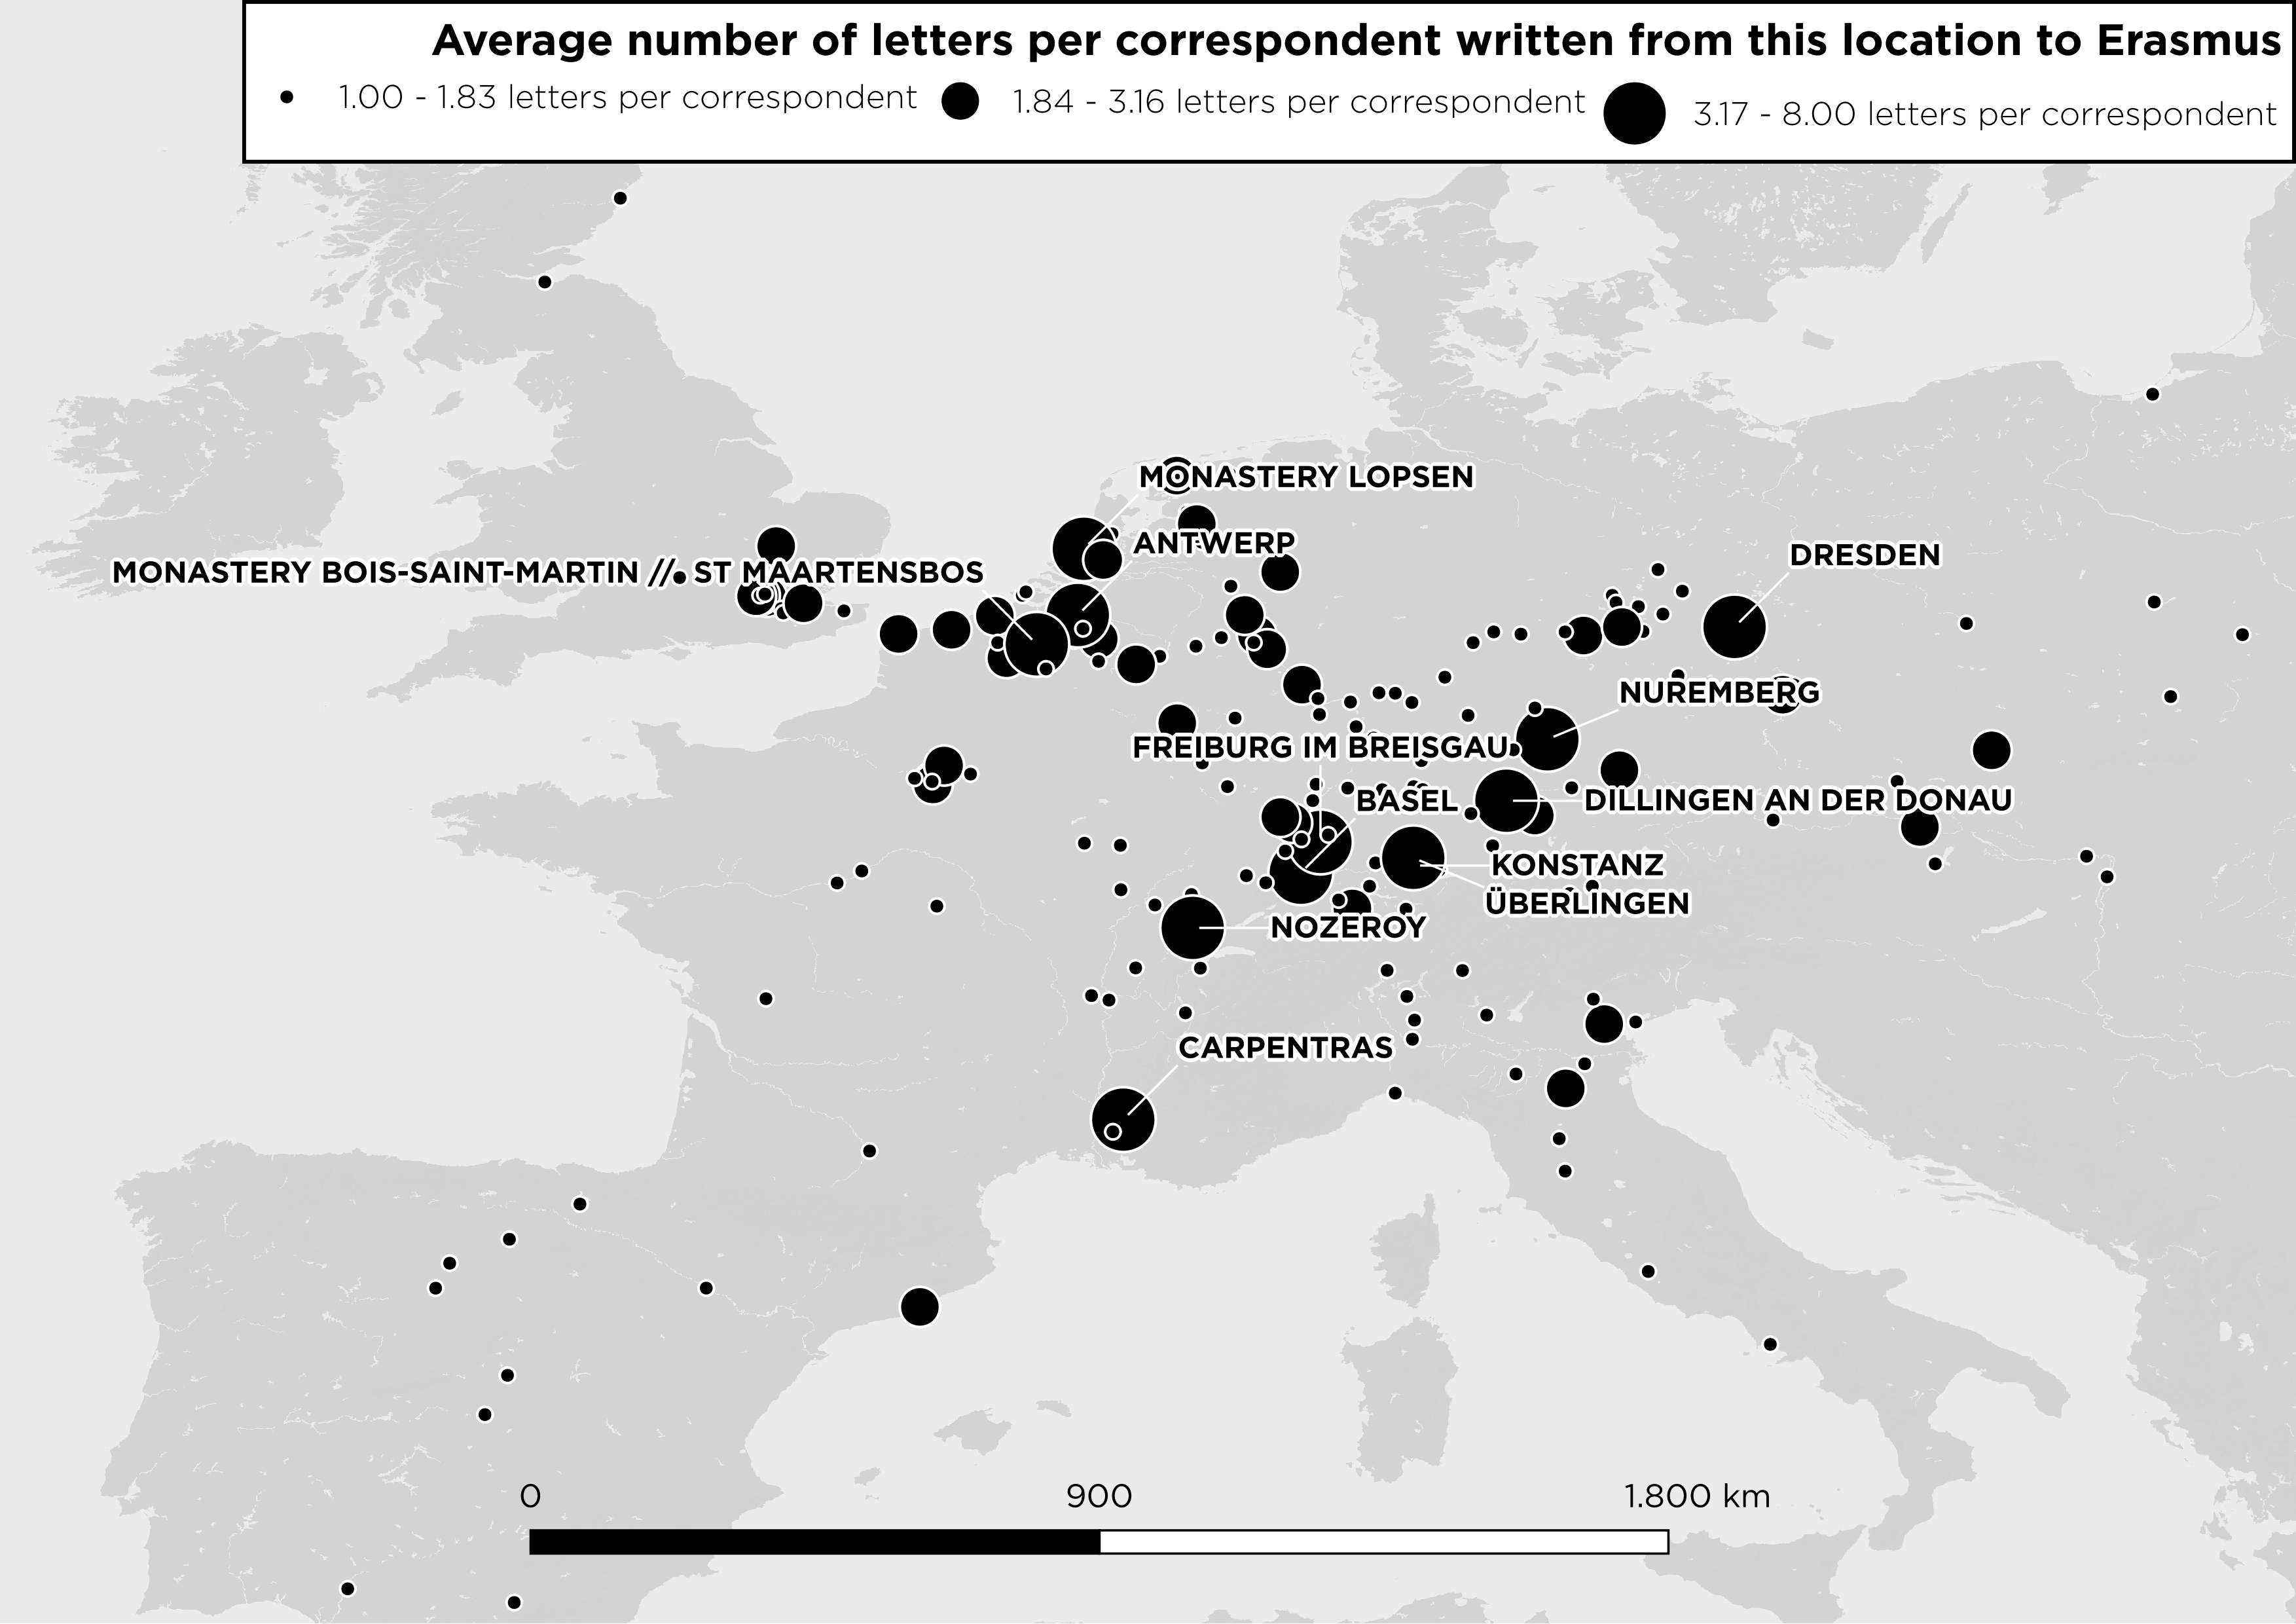 Average number of letters per correspondent written from this location to Erasmus
1.00 - 1.83 letters per correspondent
1.84 - 3.16 letters per correspondent
3.17 - 8.00 letters per correspondent
MONASTERY LOPSEN
ANTWERP
DRESDEN
MONASTERY BOIS-SAINT-MARTIN // ST MAARTENSBOS
NUREMBERG
FREIBURG IM BREISGAU
BASEL
DILLINGEN AN DER DONAU
KONSTANZ
ÜBERLINGEN
NOZEROY
CARPENTRAS
0 900 1.800 km